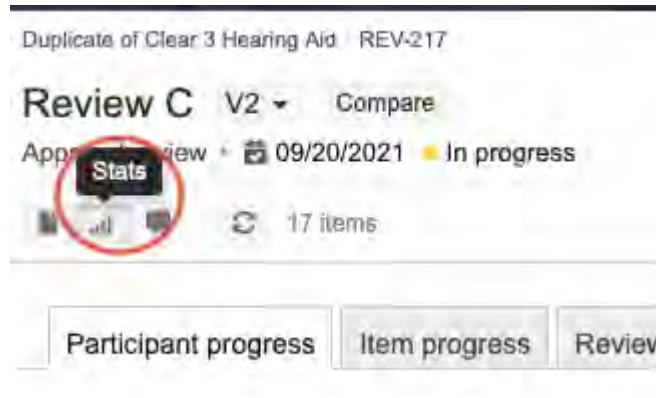 Duplicate of Clear 3 Hearing Aid REV-217
Review C V2 Compare
09/20/2021 In progress
Stats
17 items
Participant progress Item progress Review